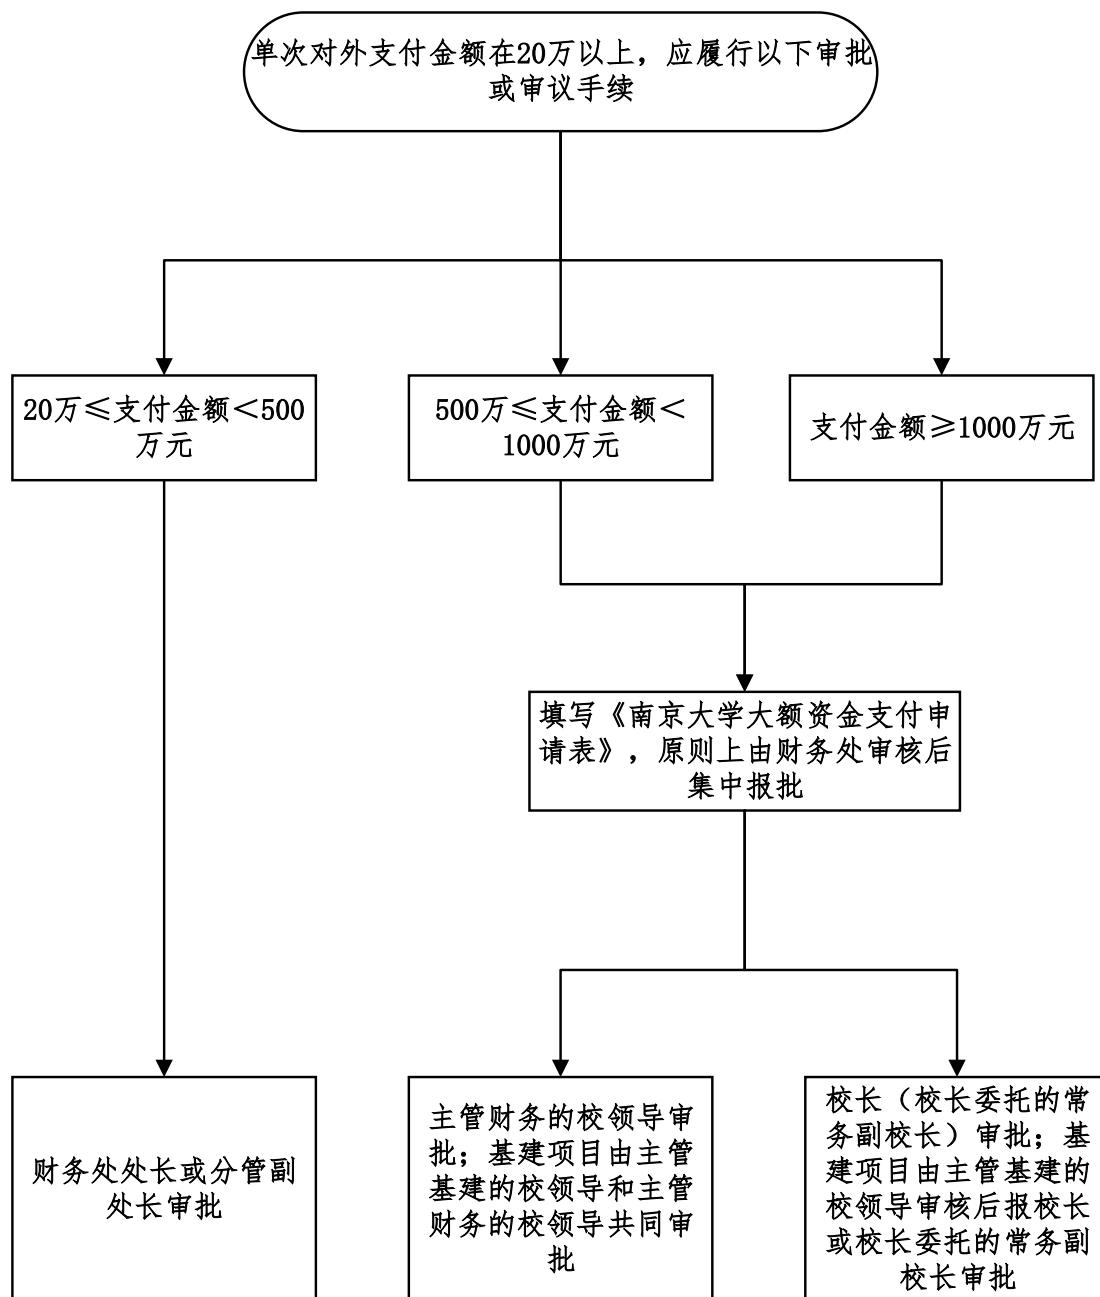 单次对外支付金额在20万以上，应履行以下审批
或审议手续
20万≤支付金额＜500
万元
500万≤支付金额＜
1000万元
支付金额≥1000万元
填写《南京大学大额资金支付申
请表》，原则上由财务处审核后
集中报批
财务处处长或分管副
处长审批
主管财务的校领导审
批；基建项目由主管
基建的校领导和主管
财务的校领导共同审
批
校长（校长委托的常
务副校长）审批；基
建项目由主管基建的
校领导审核后报校长
或校长委托的常务副
校长审批